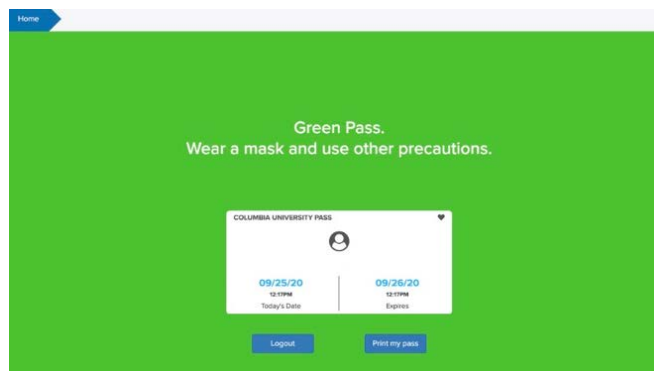 Home
Green Pass.
Wear a mask and use other precautions.
COLUMBIA UNIVERSITY PASS
09/25/20 09/26/20
12:17PM 12:17PM
Today's Date Expires
Logout Print my pass